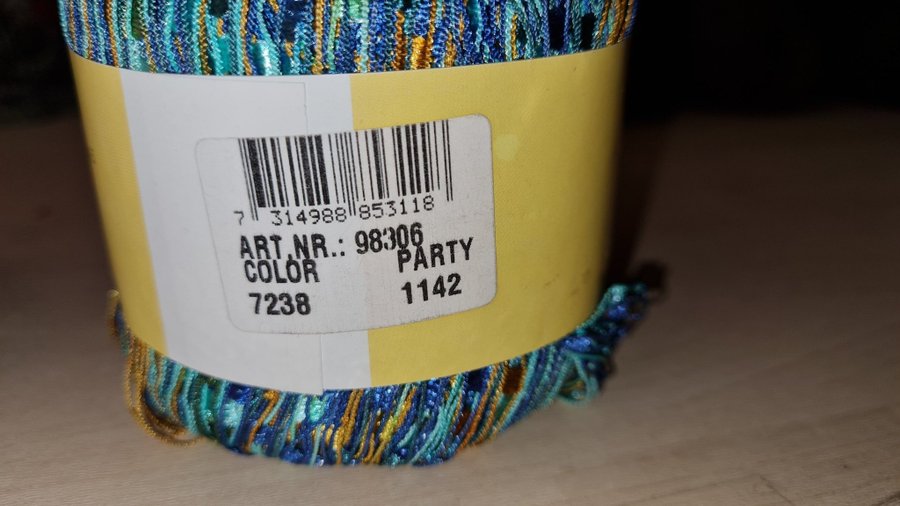 7 314988 853118
ART.NR.: 98306
COLOR PARTY
7238 1142